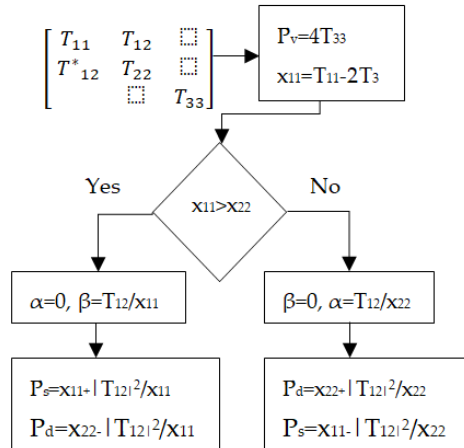 T₁₁ T₁₂ ⬚
T*₁₂ T₂₂ ⬚
⬚ T₃₃
Pᵥ=4T₃₃
x₁₁=T₁₁-2T₃
x₁₁>x₂₂
Yes
No
α=0, β=T₁₂/x₁₁
β=0, α=T₁₂/x₂₂
Pₛ=x₁₁₊|T₁₂|²/x₁₁
P_d=x₂₂-|T₁₂|²/x₁₁
P_d=x₂₂₊|T₁₂|²/x₂₂
Pₛ=x₁₁-|T₁₂|²/x₂₂